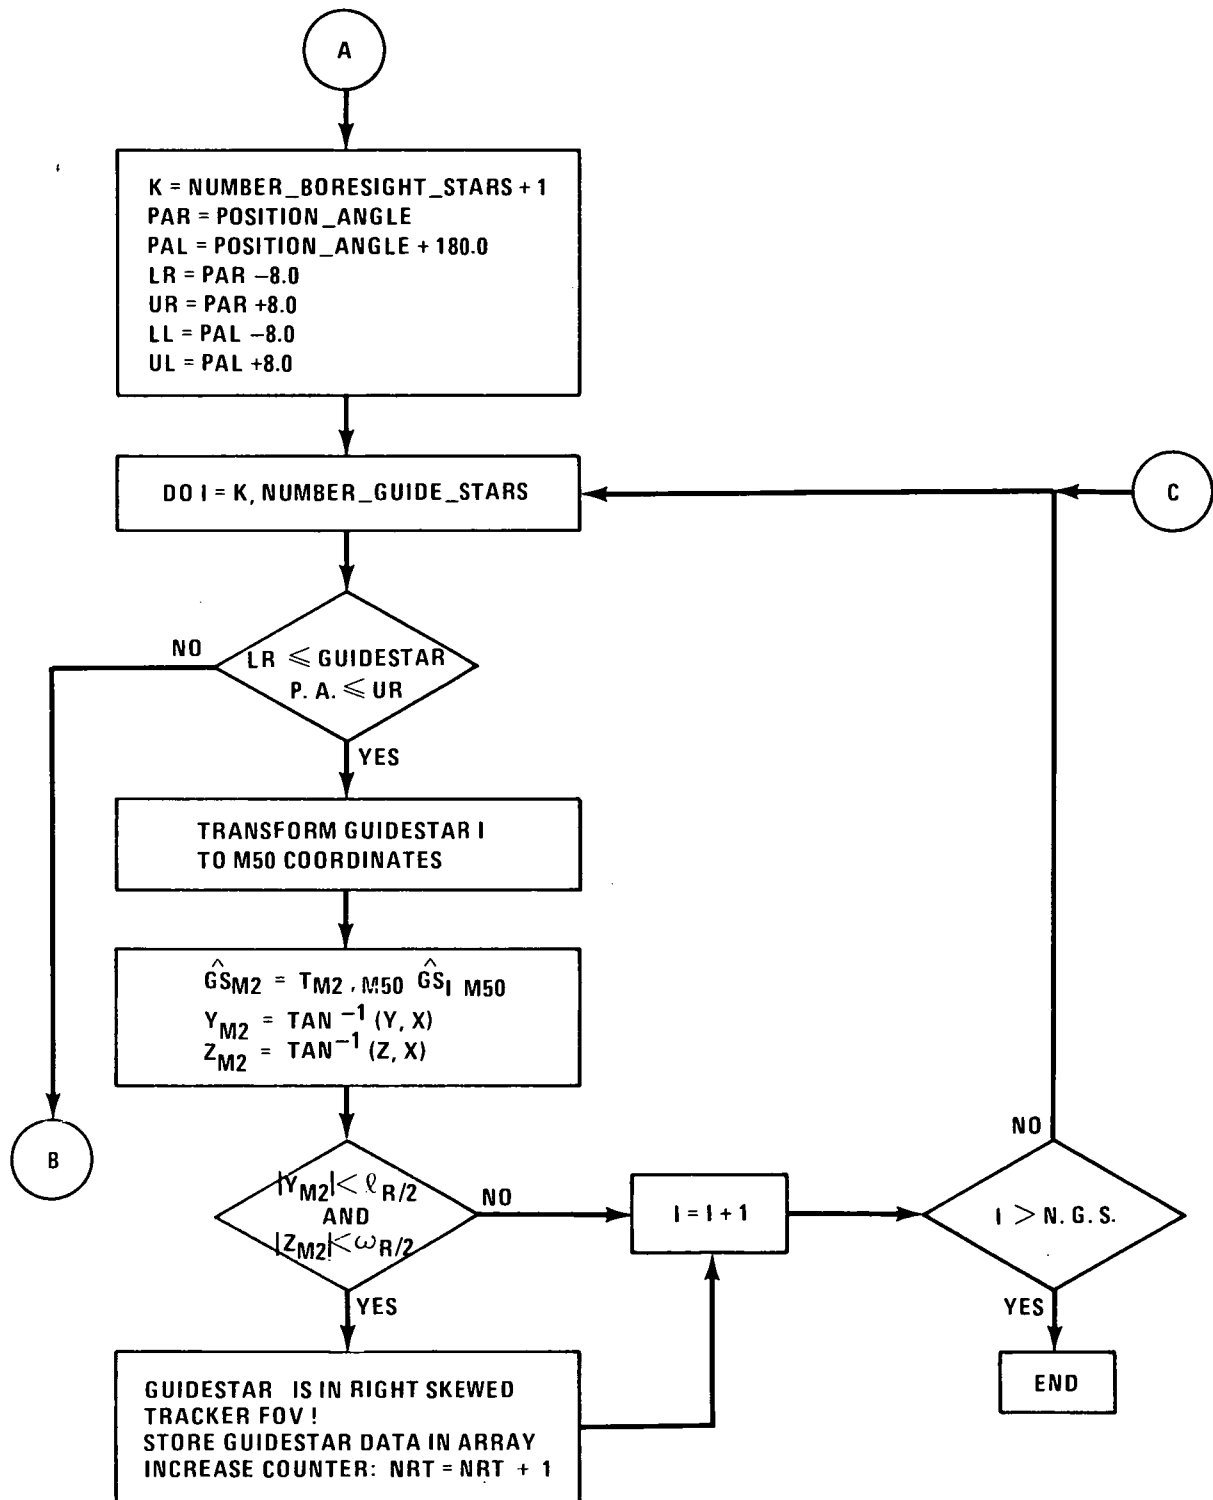 A
K = NUMBER_BORESIGHT_STARS + 1
PAR = POSITION_ANGLE
PAL = POSITION_ANGLE + 180.0
LR = PAR −8.0
UR = PAR +8.0
LL = PAL −8.0
UL = PAL +8.0
DO I = K, NUMBER_GUIDE_STARS
C
NO
LR ⩽ GUIDESTAR
P. A. ⩽ UR
YES
TRANSFORM GUIDESTAR I
TO M50 COORDINATES
ĜS_M2 = T_M2, M50 ĜS_I M50
Y_M2 = TAN⁻¹ (Y, X)
Z_M2 = TAN⁻¹ (Z, X)
B
|Y_M2| < ℓ_R/2
AND
|Z_M2| < ω_R/2
NO
I = I + 1
NO
I > N. G. S.
YES
YES
END
GUIDESTAR IS IN RIGHT SKEWED
TRACKER FOV !
STORE GUIDESTAR DATA IN ARRAY
INCREASE COUNTER: NRT = NRT + 1